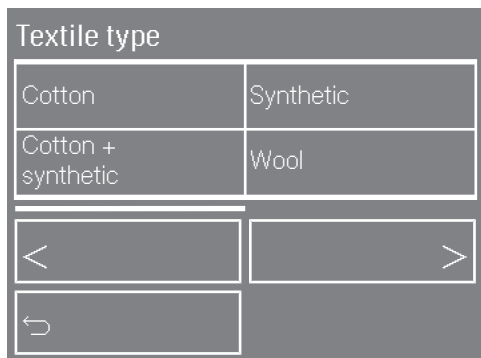 Textile type
Cotton
Synthetic
Cotton +
synthetic
Wool
<
>